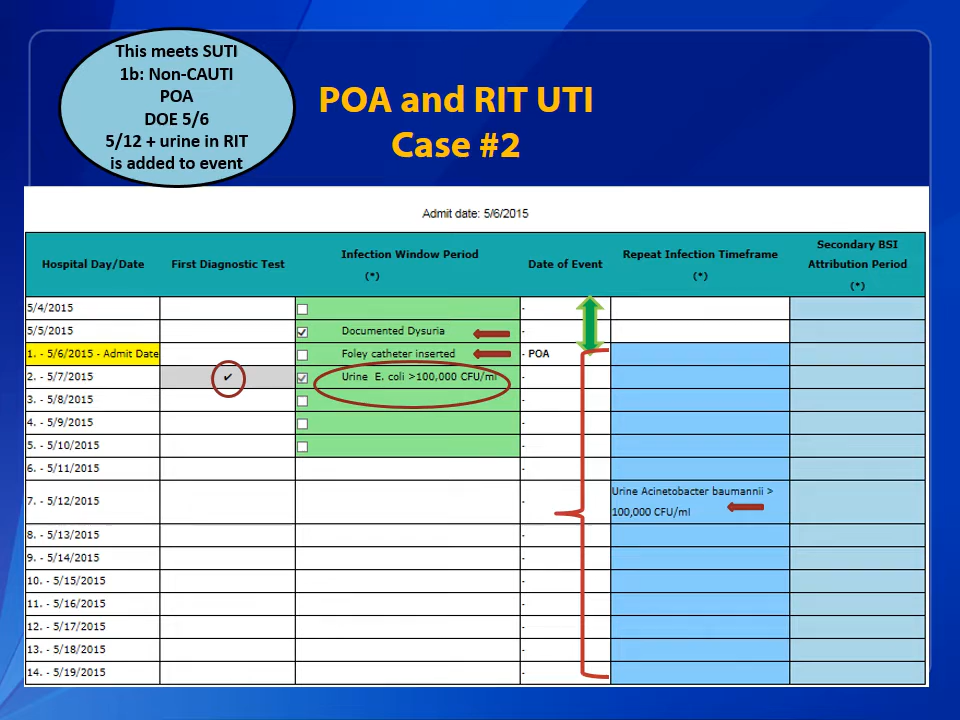 This meets SUTI
1b: Non-CAUTI
POA
DOE 5/6
5/12 + urine in RIT
is added to event
POA and RIT UTI
Case #2
Admit date: 5/6/2015
Hospital Day/Date
First Diagnostic Test
Infection Window Period
(*)
Date of Event
Repeat Infection Timeframe
(*)
Secondary BSI
Attribution Period
(*)
5/4/2015 -
5/5/2015 Documented Dysuria -
1. - 5/6/2015 - Admit Date Foley catheter inserted - POA
2. - 5/7/2015 ✔ Urine E. coli >100,000 CFU/ml -
3. - 5/8/2015 -
4. - 5/9/2015 -
5. - 5/10/2015 -
6. - 5/11/2015 -
7. - 5/12/2015 - Urine Acinetobacter baumannii >
100,000 CFU/ml
8. - 5/13/2015 -
9. - 5/14/2015 -
10. - 5/15/2015 -
11. - 5/16/2015 -
12. - 5/17/2015 -
13. - 5/18/2015 -
14. - 5/19/2015 -